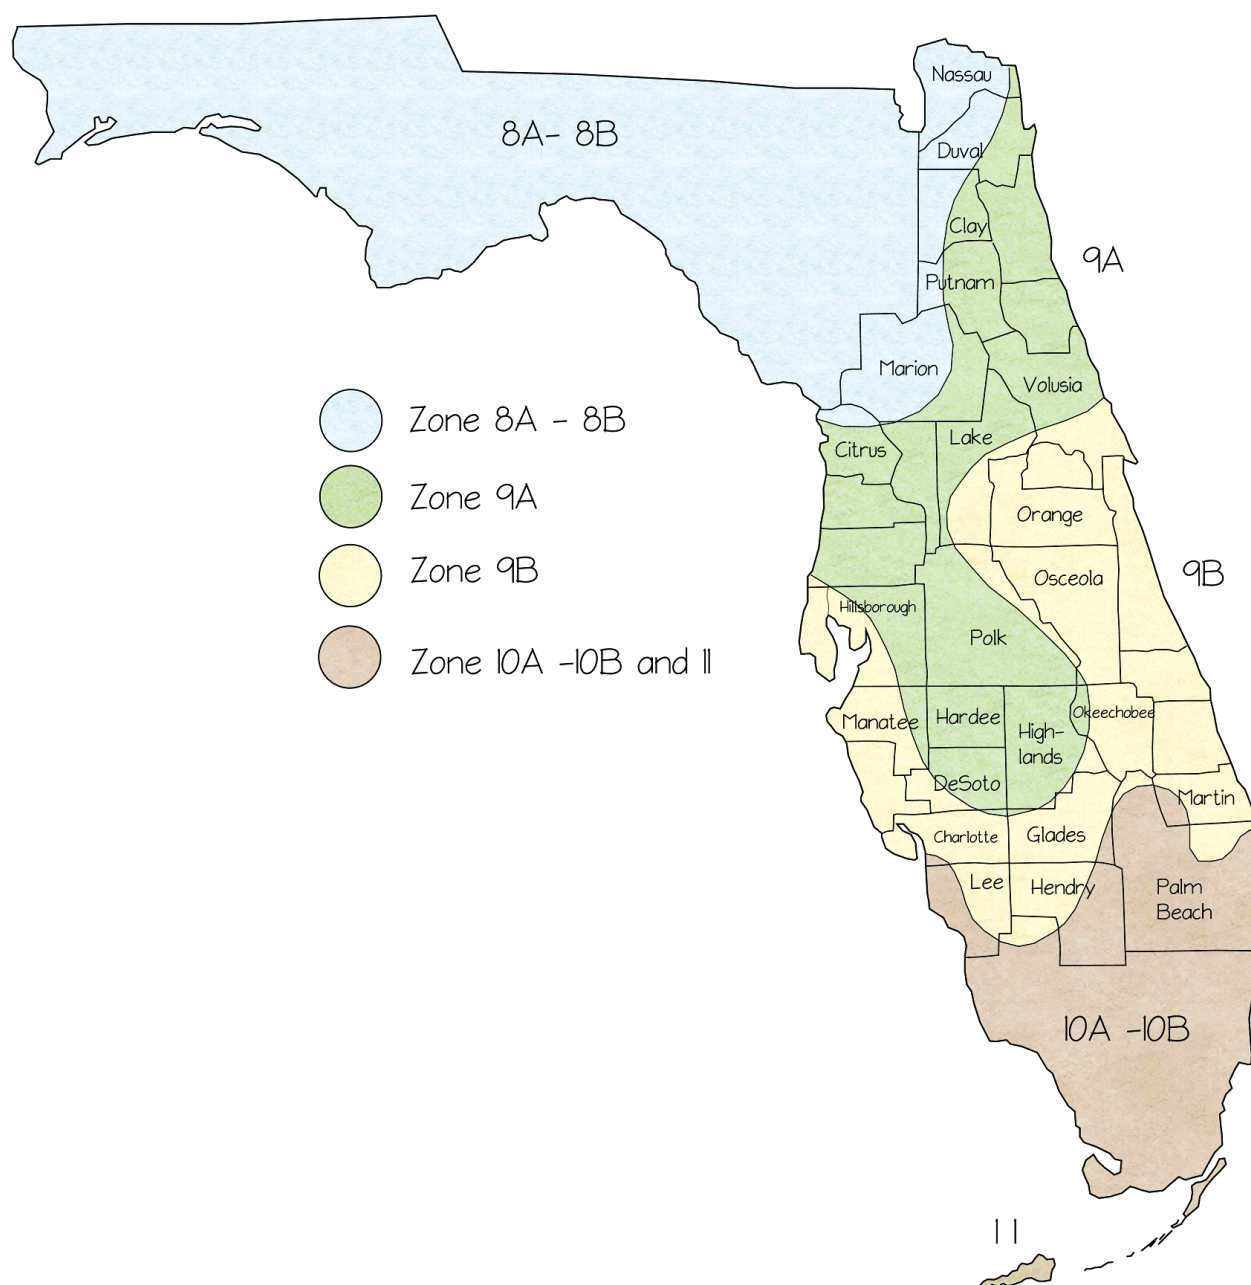 Nassau
8A- 8B
Duval
Clay
9A
Putnam
Marion
Volusia
Zone 8A - 8B
Lake
Citrus
Zone 9A
Orange
Zone 9B
Osceola
9B
Hillsborough
Polk
Zone 10A -10B and 11
Manatee
Hardee
Okeechobee
High-
lands
DeSoto
Martin
Charlotte
Glades
Lee
Hendry
Palm
Beach
10A -10B
11